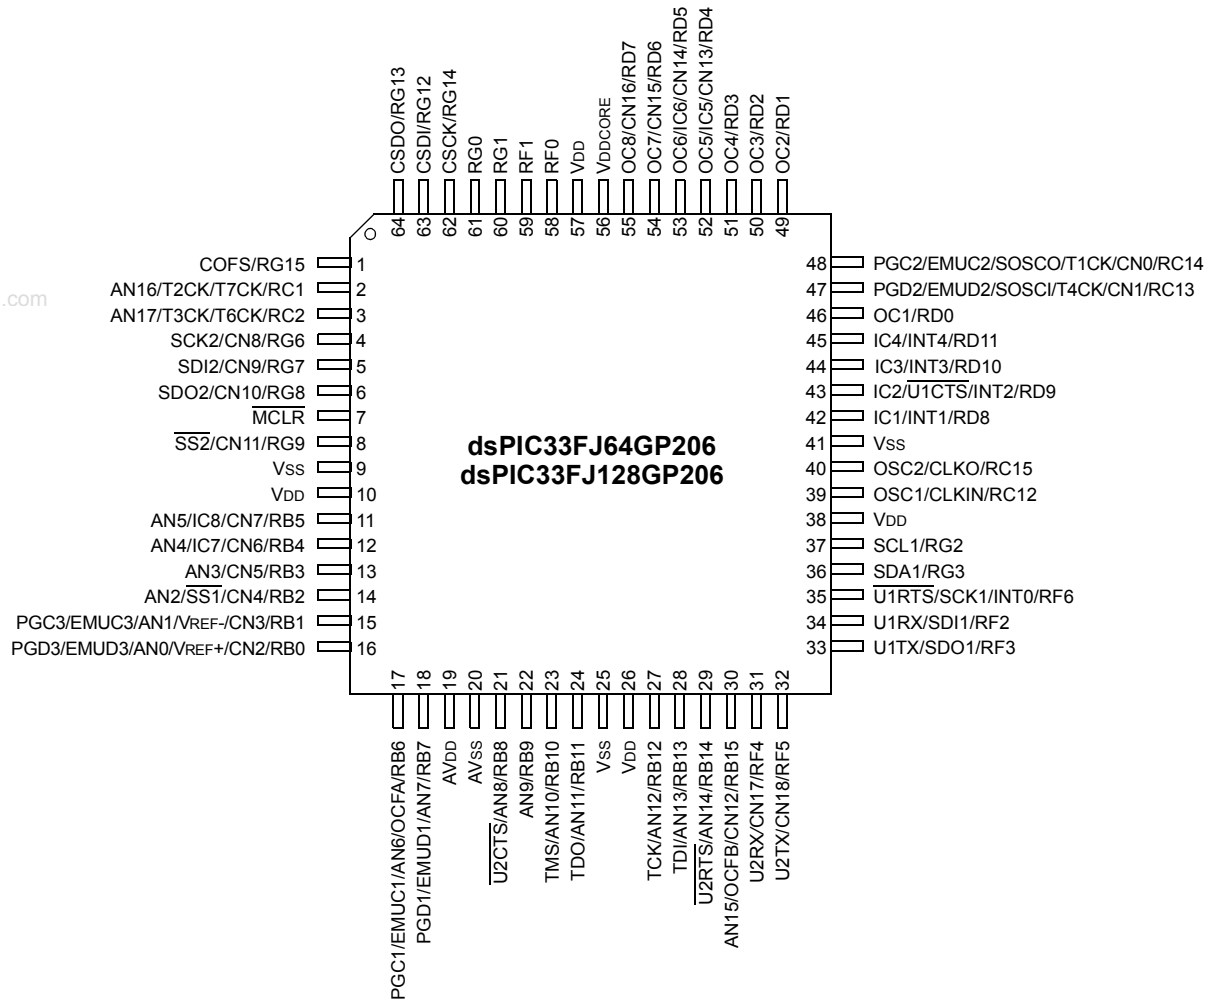 CSDO/RG13
CSDI/RG12
CSCK/RG14
RG0
RG1
RF1
RF0
VDD
VDDCORE
OC8/CN16/RD7
OC7/CN15/RD6
OC6/IC6/CN14/RD5
OC5/IC5/CN13/RD4
OC4/RD3
OC3/RD2
OC2/RD1
64
63
62
61
60
59
58
57
56
55
54
53
52
51
50
49
COFS/RG15 1
AN16/T2CK/T7CK/RC1 2
AN17/T3CK/T6CK/RC2 3
SCK2/CN8/RG6 4
SDI2/CN9/RG7 5
SDO2/CN10/RG8 6
MCLR 7
SS2/CN11/RG9 8
VSS 9
VDD 10
AN5/IC8/CN7/RB5 11
AN4/IC7/CN6/RB4 12
AN3/CN5/RB3 13
AN2/SS1/CN4/RB2 14
PGC3/EMUC3/AN1/VREF-/CN3/RB1 15
PGD3/EMUD3/AN0/VREF+/CN2/RB0 16
.com
dsPIC33FJ64GP206
dsPIC33FJ128GP206
48 PGC2/EMUC2/SOSCO/T1CK/CN0/RC14
47 PGD2/EMUD2/SOSCI/T4CK/CN1/RC13
46 OC1/RD0
45 IC4/INT4/RD11
44 IC3/INT3/RD10
43 IC2/U1CTS/INT2/RD9
42 IC1/INT1/RD8
41 VSS
40 OSC2/CLKO/RC15
39 OSC1/CLKIN/RC12
38 VDD
37 SCL1/RG2
36 SDA1/RG3
35 U1RTS/SCK1/INT0/RF6
34 U1RX/SDI1/RF2
33 U1TX/SDO1/RF3
17
18
19
20
21
22
23
24
25
26
27
28
29
30
31
32
PGC1/EMUC1/AN6/OCFA/RB6
PGD1/EMUD1/AN7/RB7
AVDD
AVSS
U2CTS/AN8/RB8
AN9/RB9
TMS/AN10/RB10
TDO/AN11/RB11
VSS
VDD
TCK/AN12/RB12
TDI/AN13/RB13
U2RTS/AN14/RB14
AN15/OCFB/CN12/RB15
U2RX/CN17/RF4
U2TX/CN18/RF5